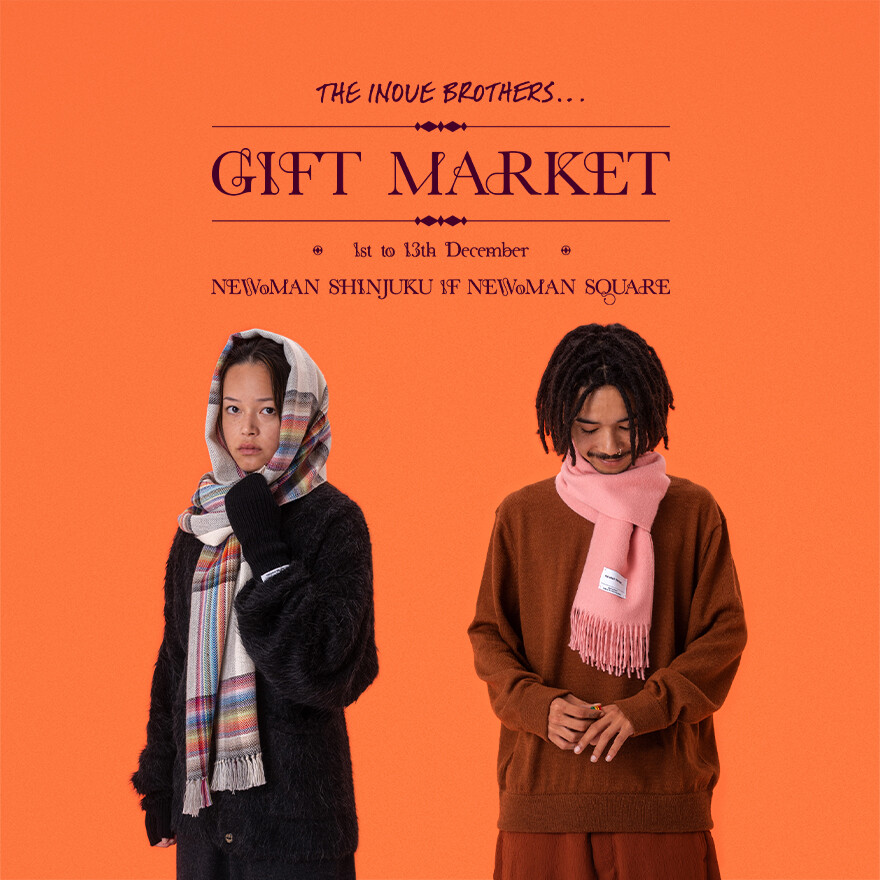 THE INOUE BROTHERS...
GIFT MARKET
1st to 13th December
NEWoMAN SHINJUKU 1F NEWoMAN SQUARE